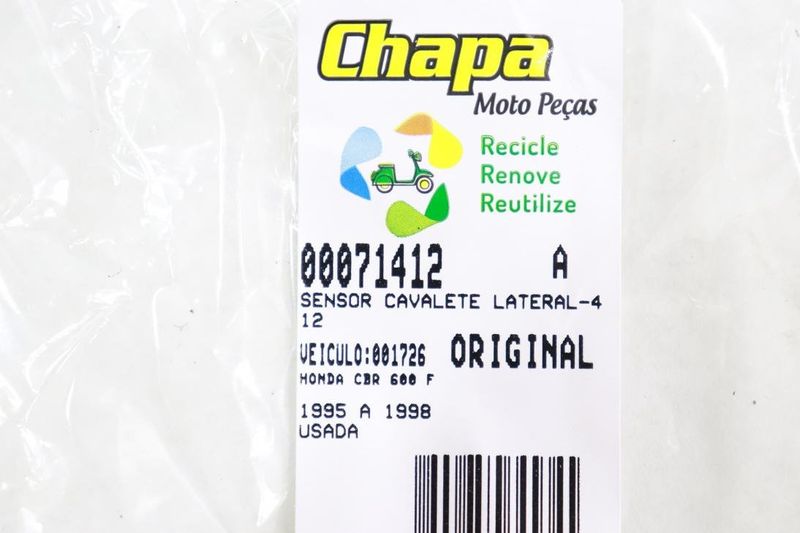 Chapa
Moto Peças
Recicle
Renove
Reutilize
00071412 A
SENSOR CAVALETE LATERAL-4
12
VEICULO:001726 ORIGINAL
HONDA CBR 600 F
1995 A 1998
USADA